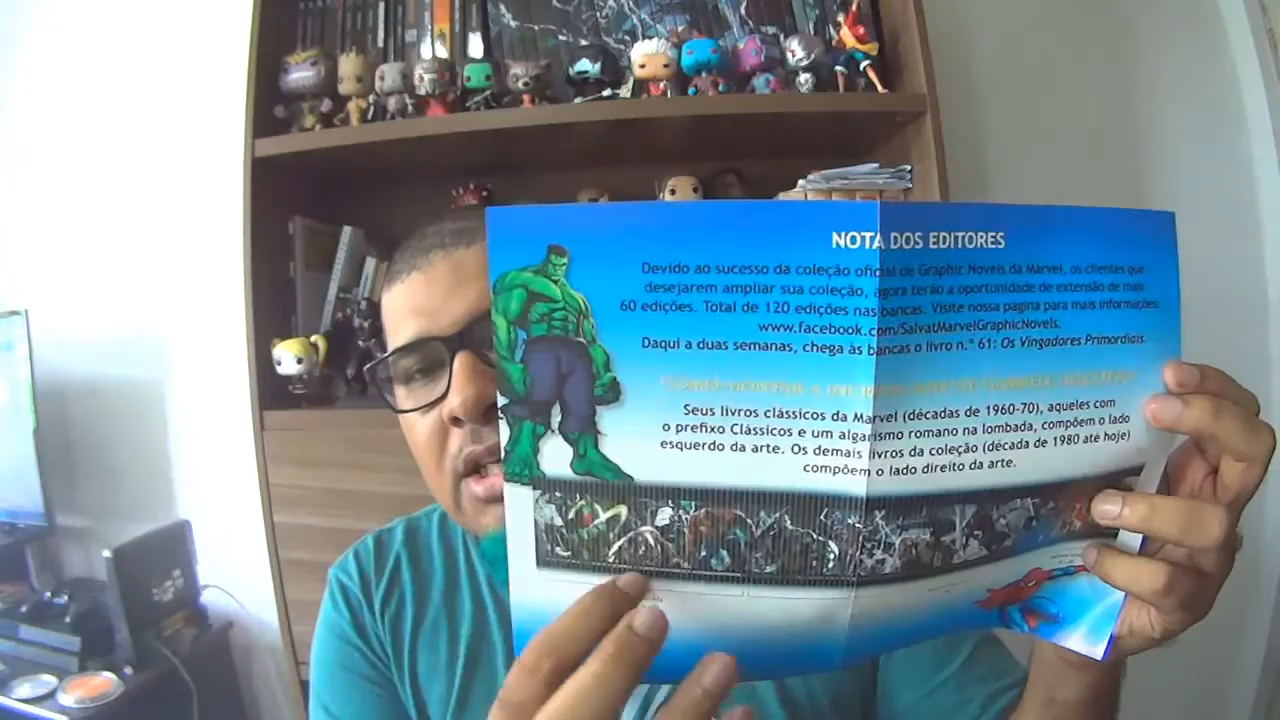 NOTA DOS EDITORES
Devido ao sucesso da coleção oficial de Graphic Novels da Marvel, os clientes que
desejarem ampliar sua coleção, agora terão a oportunidade de extensão de mais
60 edições. Total de 120 edições nas bancas. Visite nossa pagina para mais informações:
www.facebook.com/SalvatMarvelGraphicNovels.
Daqui a duas semanas, chega às bancas o livro n.º 61: Os Vingadores Primordiais.
Seus livros clássicos da Marvel (décadas de 1960-70), aqueles com
o prefixo Clássicos e um algarismo romano na lombada, compõem o lado
esquerdo da arte. Os demais livros da coleção (década de 1980 até hoje)
compõem o lado direito da arte.